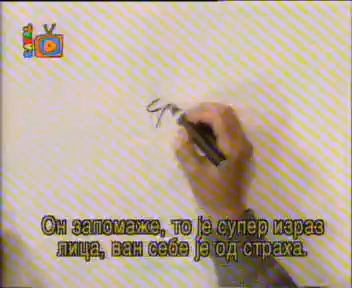 Он запомаже, то је супер израз
лица, ван себе је од страха.